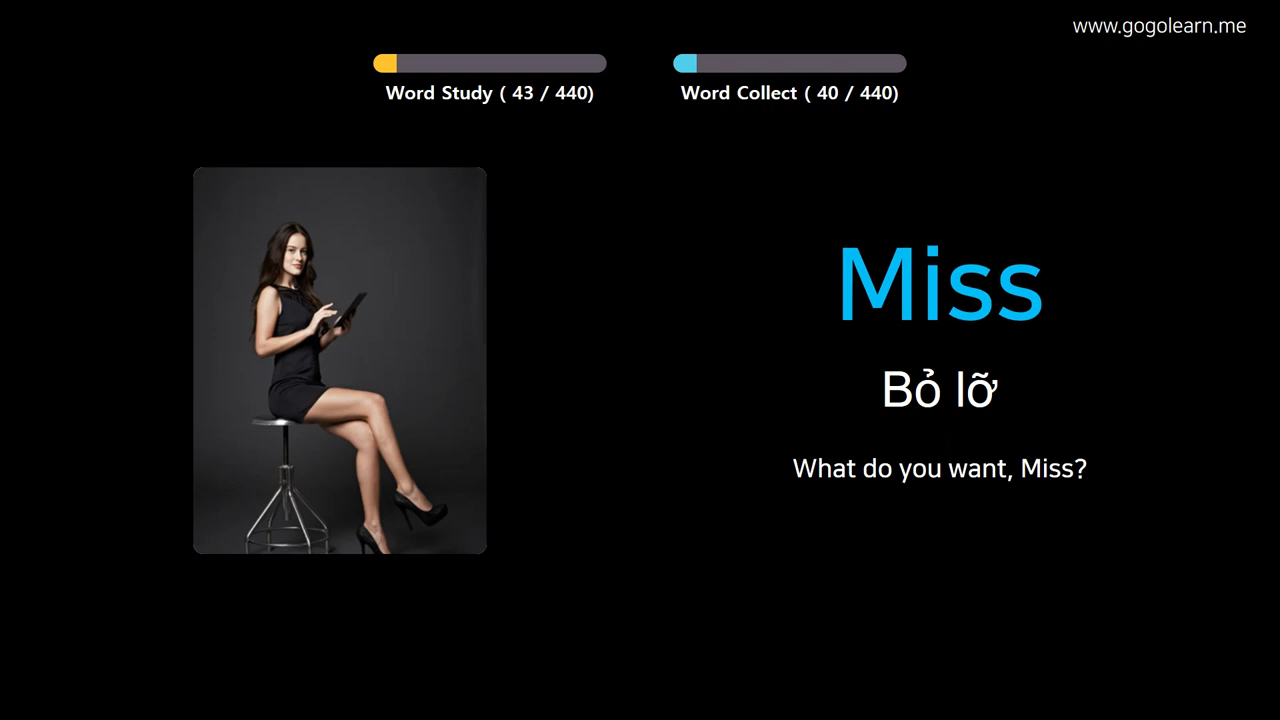 www.gogolearn.me
Word Study ( 43 / 440)
Word Collect ( 40 / 440)
Miss
Bỏ lỡ
What do you want, Miss?